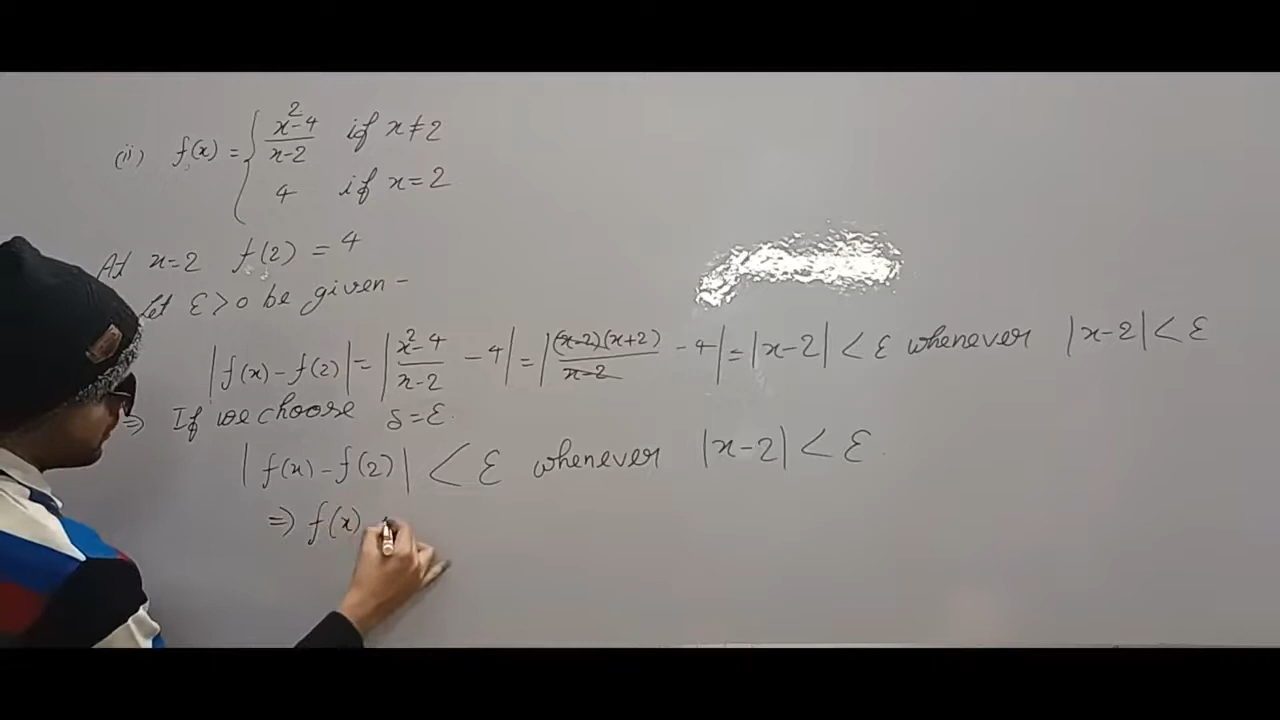 (ii) f(x) = { x²-4 / x-2 if x≠2
4 if x=2
At x=2 f(2) = 4
Let ε>0 be given -
|f(x) - f(2)| = |x²-4 / x-2 - 4| = |(x-2)(x+2) / x-2 - 4| = |x-2| < ε whenever |x-2| < ε
⇒ If we choose δ=ε.
|f(x) - f(2)| < ε whenever |x-2| < ε.
⇒ f(x)